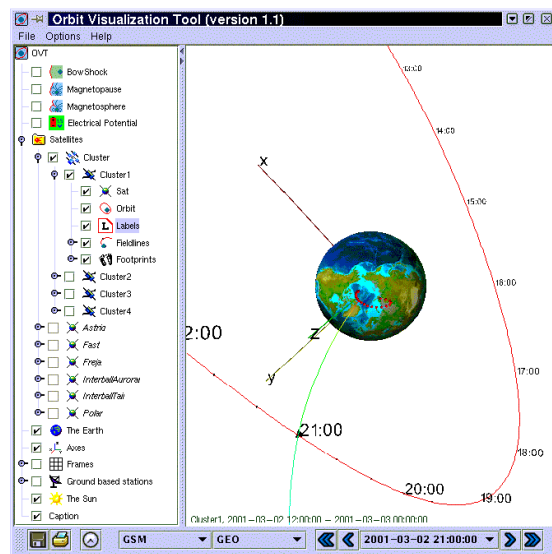 Orbit Visualization Tool (version 1.1)
File Options Help
OVT
BowShock
Magnetopause
Magnetosphere
Electrical Potential
Satellites
Cluster
Cluster1
Sat
Orbit
L Labels
Fieldlines
Footprints
Cluster2
Cluster3
Cluster4
Astrid
Fast
Freja
InterballAuroral
InterballTail
Polar
The Earth
Axes
Frames
Ground based stations
The Sun
Caption
13:00
14:00
15:00
16:00
17:00
18:00
19:00
20:00
21:00
2:00
x
z
y
Cluster1, 2001-03-02 12:00:00 - 2001-03-03 00:00:00
GSM GEO 2001-03-02 21:00:00